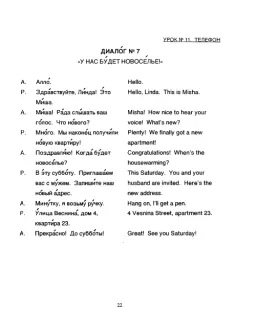 УРОК № 11. ТЕЛЕФОН
ДИАЛО́Г № 7
«У НАС БУ́ДЕТ НОВОСЕ́ЛЬЕ!»
А. Алло́. Hello.
Р. Здра́вствуйте, Ли́нда! Э́то Hello, Linda. This is Misha.
Ми́ша.
А. Ми́ша! Ра́да слы́шать ваш Misha! How nice to hear your
го́лос. Что но́вого? voice! What's new?
Р. Мно́го. Мы наконе́ц получи́ли Plenty! We finally got a new
но́вую кварти́ру! apartment!
А. Поздравля́ю! Когда́ бу́дет Congratulations! When's the
новосе́лье? housewarming?
Р. В э́ту суббо́ту. Приглаша́ем This Saturday. You and your
вас с му́жем. Запиши́те наш husband are invited. Here's the
но́вый а́дрес. new address.
А. Мину́тку, я возьму́ ру́чку. Hang on, I'll get a pen.
Р. У́лица Веснина́, дом 4, 4 Vesnina Street, apartment 23.
кварти́ра 23.
А. Прекра́сно! До суббо́ты! Great! See you Saturday!
22